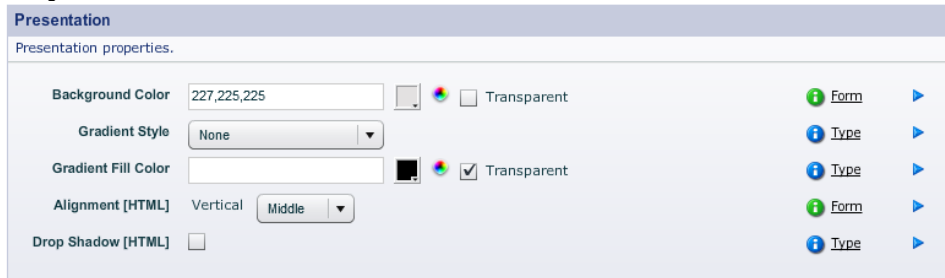 Presentation
Presentation properties.
Background Color 227,225,225 Transparent Form
Gradient Style None Type
Gradient Fill Color Transparent Type
Alignment [HTML] Vertical Middle Form
Drop Shadow [HTML] Type